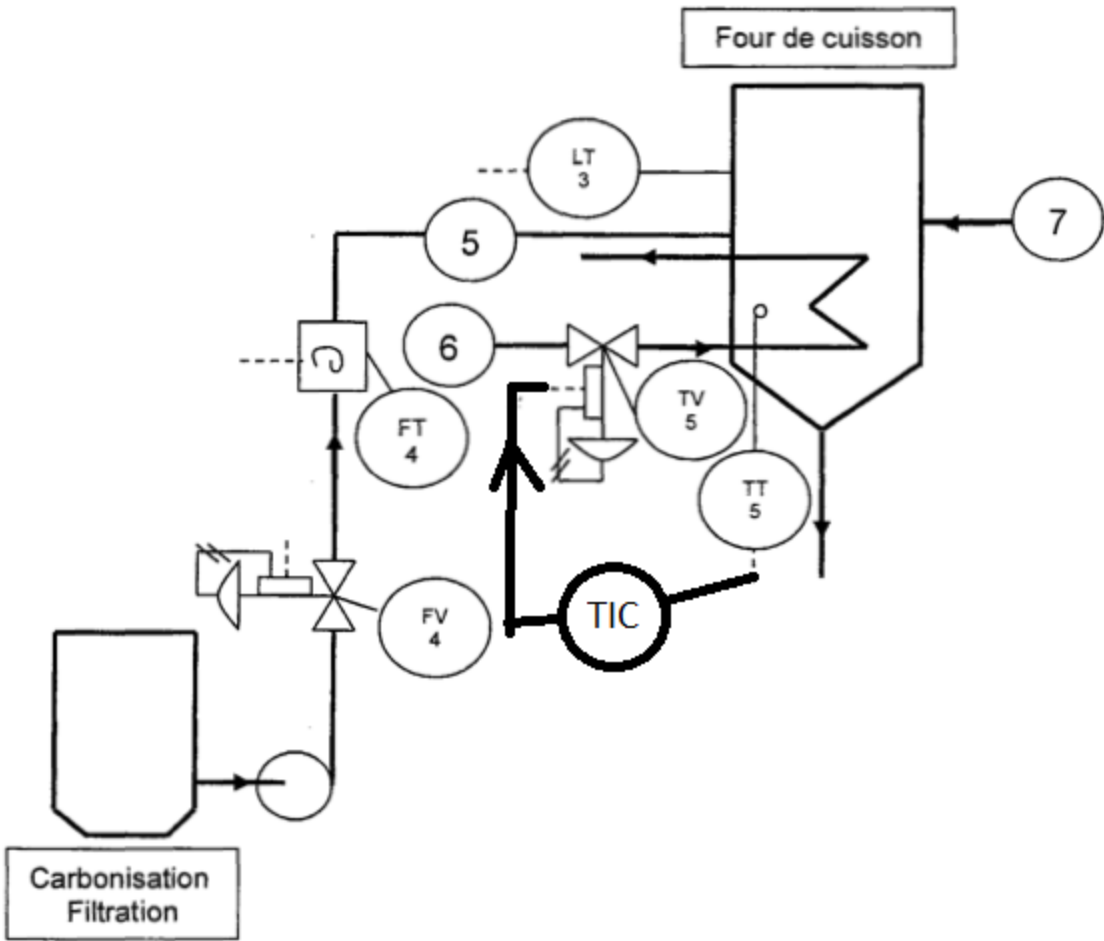 Four de cuisson
LT
3
5
7
6
TV
5
FT
4
TT
5
TIC
FV
4
Carbonisation
Filtration